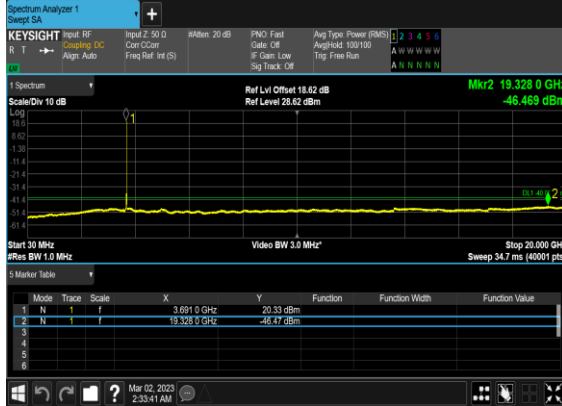 Spectrum Analyzer 1
Swept SA
+
KEYSIGHT Input: RF Input Z: 50 Ω #Atten: 20 dB PNO: Fast Avg Type: Power (RMS) 1 2 3 4 5 6
R T Coupling: DC Corr CCorr Gate: Off Avg|Hold: 100/100 A W W W W W
Align: Auto Freq Ref: Int (S) IF Gain: Low Trig: Free Run
Sig Track: Off A N N N N N
1 Spectrum Ref Lvl Offset 18.62 dB Mkr2 19.328 0 GHz
Scale/Div 10 dB Ref Level 28.62 dBm -46.469 dBm
Log
18.6
8.62
-1.38
-11.4
-21.4
-31.4
-41.4
-51.4
-61.4
1
2
Start 30 MHz Video BW 3.0 MHz* Stop 20.000 GH
#Res BW 1.0 MHz Sweep 34.7 ms (40001 pts
5 Marker Table
Mode Trace Scale X Y Function Function Width Function Value
1 N 1 f 3.691 0 GHz 20.33 dBm
2 N 1 f 19.328 0 GHz -46.47 dBm
3
4
5
6
? Mar 02, 2023
2:33:41 AM